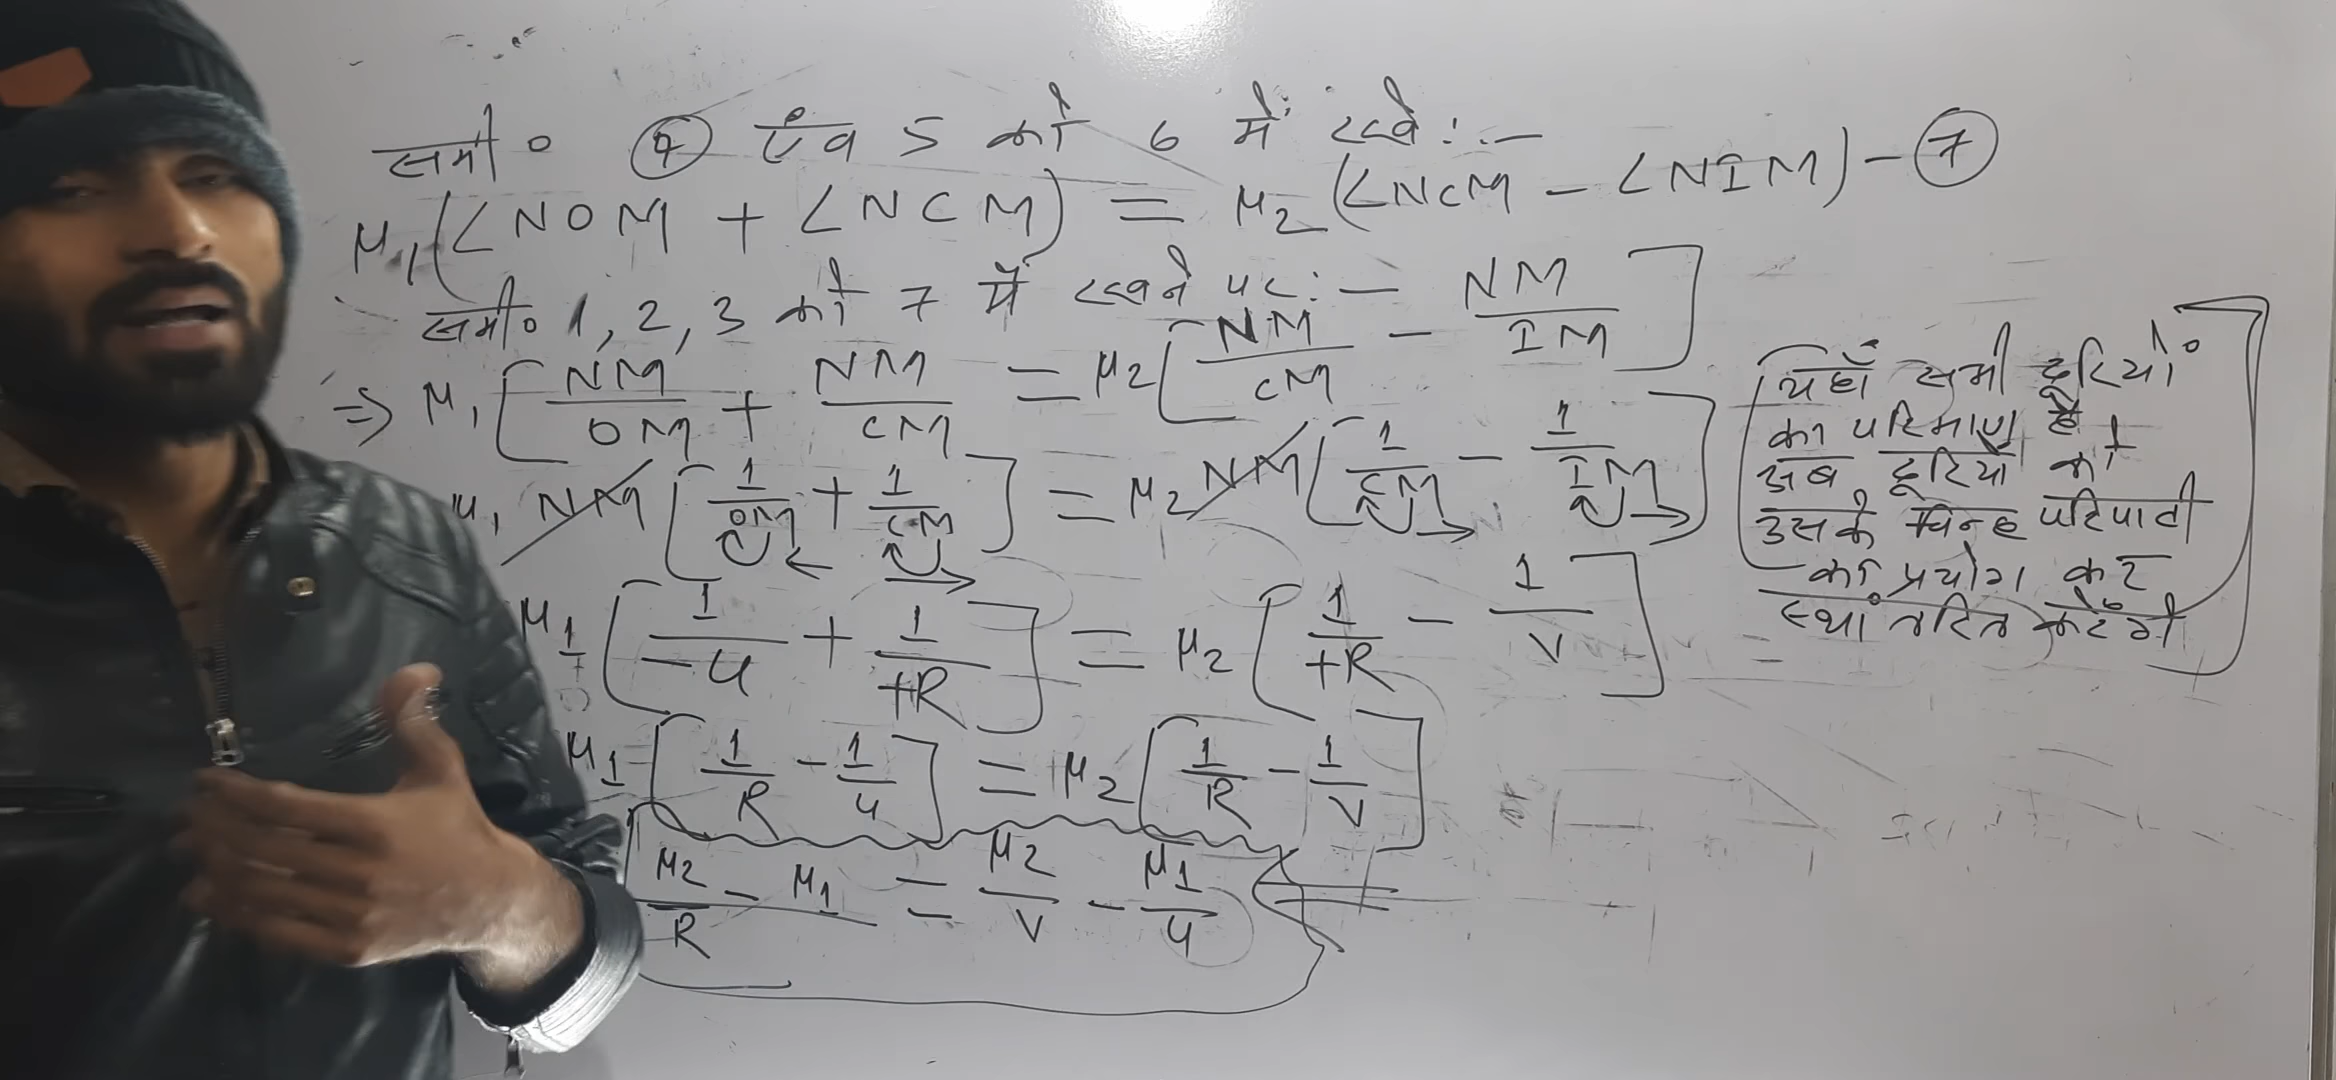 समी० ④ एंव 5 को 6 में रखे :-
μ₁(∠NOM + ∠NCM) = μ₂(∠NCM - ∠NIM) - ⑦
समी० 1, 2, 3 को 7 में रखने पर :-
⇒ μ₁[NM/OM + NM/CM] = μ₂[NM/CM - NM/IM]
μ₁ NM[1/OM + 1/CM] = μ₂ NM[1/CM - 1/IM]
μ₁[1/-u + 1/+R] = μ₂[1/+R - 1/v]
μ₁[1/R - 1/u] = μ₂[1/R - 1/v]
μ₂/R - μ₁ = μ₂/v - μ₁/u
यहाँ सभी दूरियों
का परिमाण है
अब दूरियों को
उसके चिन्ह परिपाटी
का प्रयोग कर
स्थांतरित करेंगे